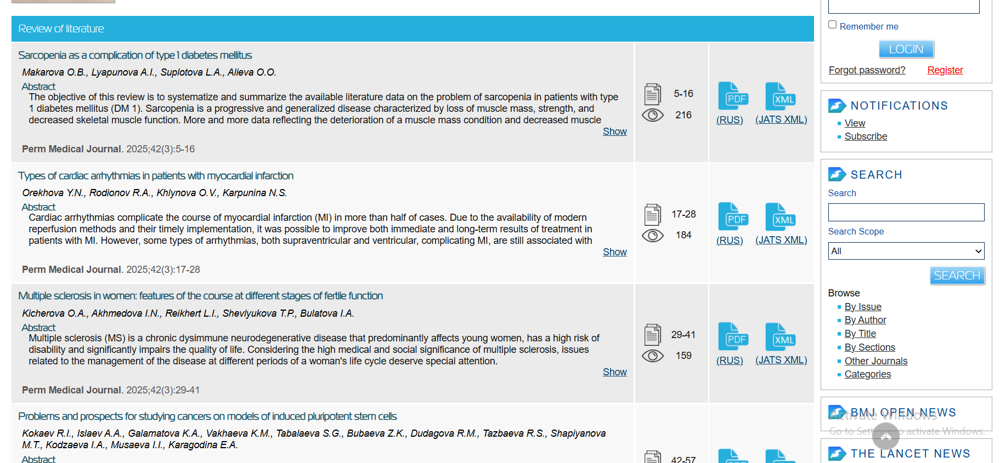 Review of literature
Sarcopenia as a complication of type 1 diabetes mellitus
Makarova O.B., Lyapunova A.I., Suplotova L.A., Alieva O.O.
Abstract
The objective of this review is to systematize and summarize the available literature data on the problem of sarcopenia in patients with type
1 diabetes mellitus (DM 1). Sarcopenia is a progressive and generalized disease characterized by loss of muscle mass, strength, and
decreased skeletal muscle function. More and more data reflecting the deterioration of a muscle mass condition and decreased muscle
Show
Perm Medical Journal. 2025;42(3):5-16
5-16
216
PDF
(RUS)
XML
(JATS XML)
Types of cardiac arrhythmias in patients with myocardial infarction
Orekhova Y.N., Rodionov R.A., Khlynova O.V., Karpunina N.S.
Abstract
Cardiac arrhythmias complicate the course of myocardial infarction (MI) in more than half of cases. Due to the availability of modern
reperfusion methods and their timely implementation, it was possible to improve both immediate and long-term results of treatment in
patients with MI. However, some types of arrhythmias, both supraventricular and ventricular, complicating MI, are still associated with
Show
Perm Medical Journal. 2025;42(3):17-28
17-28
184
PDF
(RUS)
XML
(JATS XML)
Multiple sclerosis in women: features of the course at different stages of fertile function
Kicherova O.A., Akhmedova I.N., Reikhert L.I., Shevlyukova T.P., Bulatova I.A.
Abstract
Multiple sclerosis (MS) is a chronic dysimmune neurodegenerative disease that predominantly affects young women, has a high risk of
disability and significantly impairs the quality of life. Considering the high medical and social significance of multiple sclerosis, issues
related to the management of the disease at different periods of a woman's life cycle deserve special attention.
Show
Perm Medical Journal. 2025;42(3):29-41
29-41
159
PDF
(RUS)
XML
(JATS XML)
Problems and prospects for studying cancers on models of induced pluripotent stem cells
Kokaev R.I., Islaev A.A., Galamatova K.A., Vakhaeva K.M., Tabalaeva S.G., Bubaeva Z.K., Dudagova R.M., Tazbaeva R.S., Shapiyanova
M.T., Kodzaeva I.A., Musaeva I.I., Karagodina E.A.
Abstract
42-57
Remember me
LOGIN
Forgot password?
Register
NOTIFICATIONS
View
Subscribe
SEARCH
Search
Search Scope
All
SEARCH
Browse
By Issue
By Author
By Title
By Sections
Other Journals
Categories
BMJ OPEN NEWS
Activate Windows
Go to Settings to activate Windows.
THE LANCET NEWS